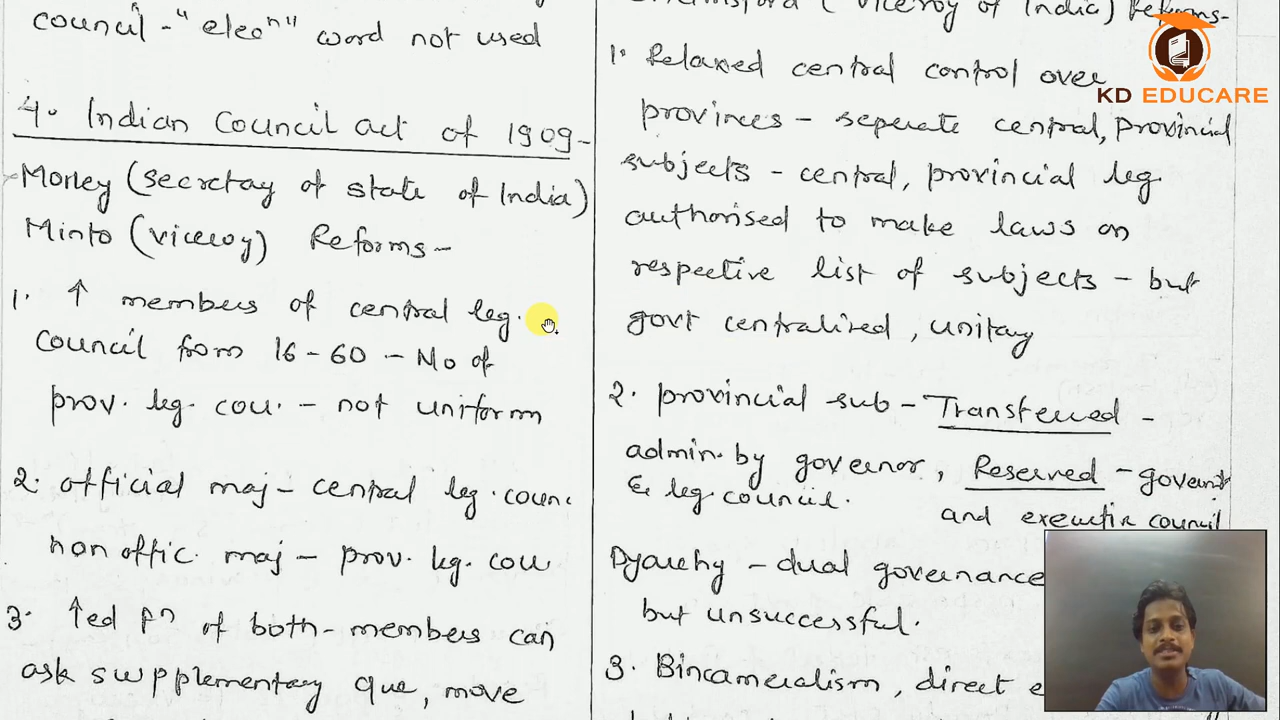 council - "elecⁿ" word not used
4. Indian Council act of 1909 -
Morley (secretay of state of India)
Minto (viceroy) Reforms -
1. ↑ members of central leg.
council from 16 - 60 - No of
prov. leg. cou. - not uniform
2. official maj - central leg. coun
non offic. maj - prov. leg. cou
3. ↑ed fⁿ of both - members can
ask supplementary que, move
(viceroy of India) Reforms -
1. Relaxed central control over
provinces - seperate central, provincial
subjects - central, provincial leg.
authorised to make laws on
respective list of subjects - but
govt centralised, unitary
2. provincial sub - Transferred -
admin. by governor, Reserved - governor
& leg. council. and executive council
Dyarchy - dual governance
but unsuccessful.
3. Bincameralism, direct e
KD EDUCARE